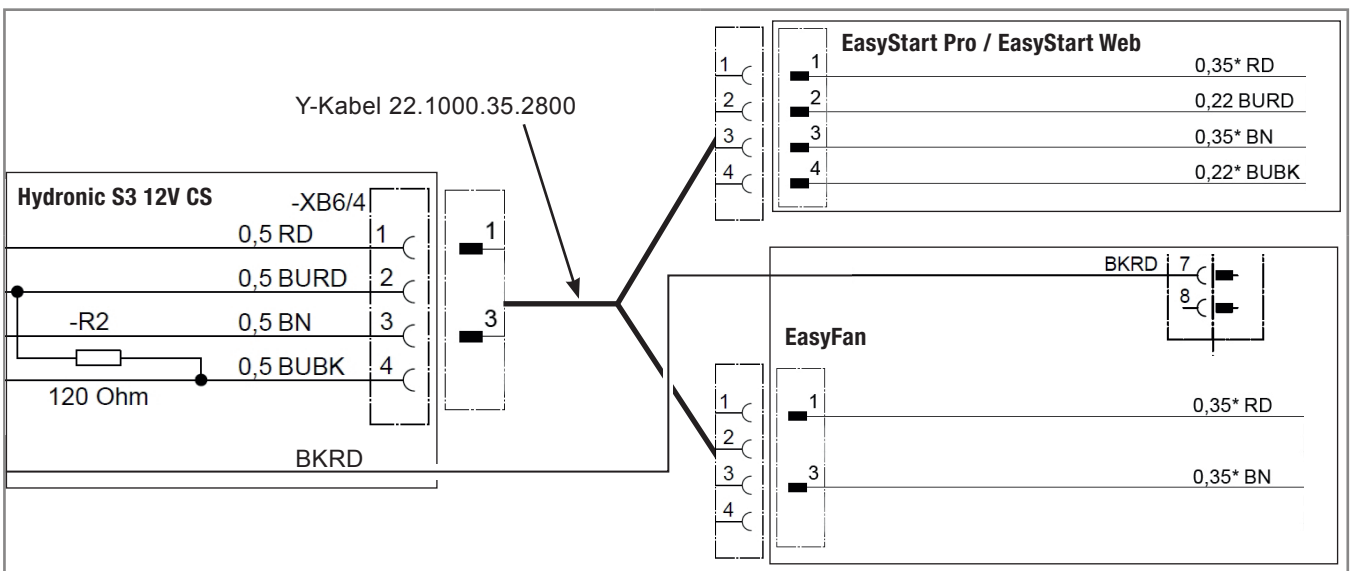 EasyStart Pro / EasyStart Web
1 1 0,35* RD
2 2 0,22 BURD
3 3 0,35* BN
4 4 0,22* BUBK
Y-Kabel 22.1000.35.2800
Hydronic S3 12V CS
-XB6/4
0,5 RD 1 1
0,5 BURD 2
-R2 0,5 BN 3 3
0,5 BUBK 4
120 Ohm
BKRD
BKRD 7
8
EasyFan
1 1 0,35* RD
2
3 3 0,35* BN
4